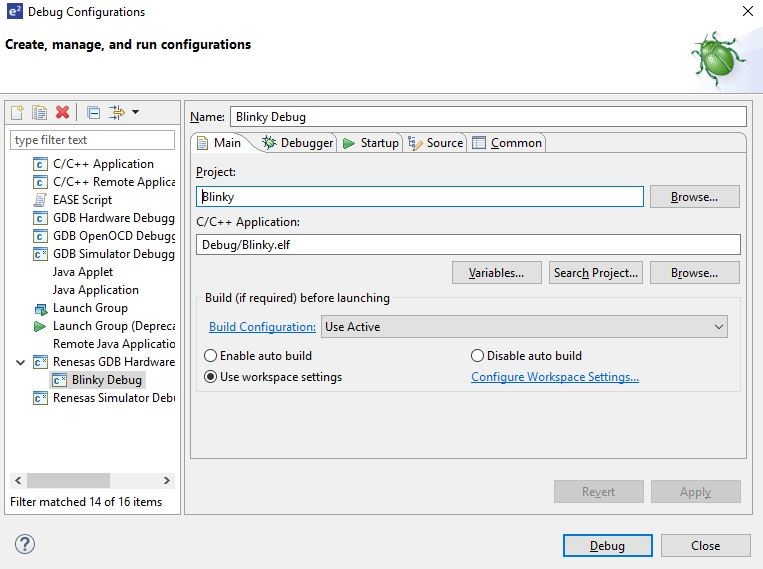 e² Debug Configurations
Create, manage, and run configurations
type filter text
C/C++ Application
C/C++ Remote Applica
EASE Script
GDB Hardware Debugg
GDB OpenOCD Debugg
GDB Simulator Debugg
Java Applet
Java Application
Launch Group
Launch Group (Depreca
Remote Java Applicatio
Renesas GDB Hardware
Blinky Debug
Renesas Simulator Debu
Filter matched 14 of 16 items
Name: Blinky Debug
Main Debugger Startup Source Common
Project:
Blinky Browse...
C/C++ Application:
Debug/Blinky.elf
Variables... Search Project... Browse...
Build (if required) before launching
Build Configuration: Use Active
Enable auto build Disable auto build
Use workspace settings Configure Workspace Settings...
Revert Apply
? Debug Close